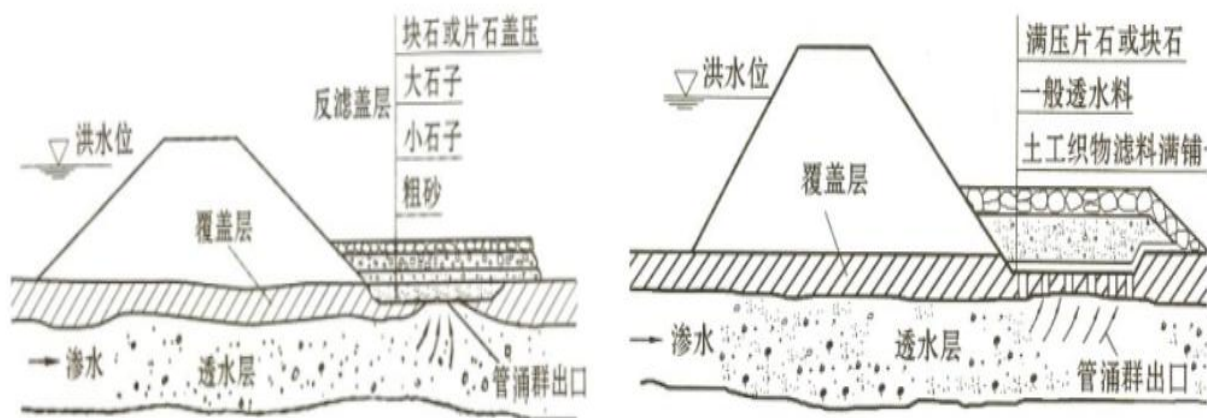 块石或片石盖压
大石子
反滤盖层
小石子
粗砂
洪水位
覆盖层
渗水
透水层
管涌群出口
满压片石或块石
洪水位
一般透水料
土工织物滤料满铺一
覆盖层
渗水
透水层
管涌群出口